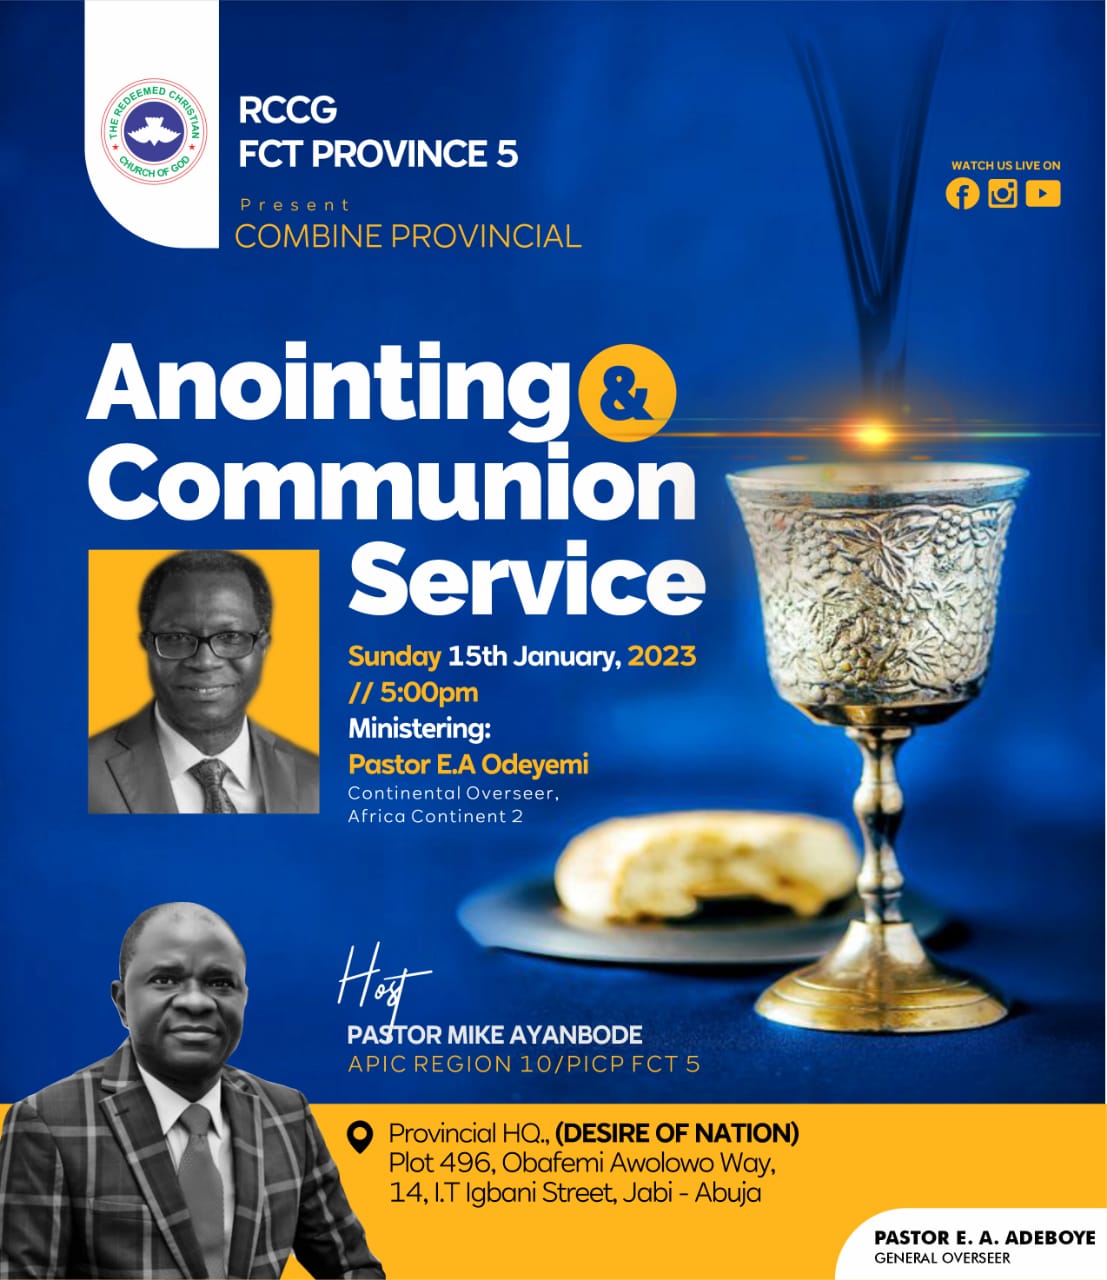 THE REDEEMED CHRISTIAN
CHURCH OF GOD
RCCG
FCT PROVINCE 5
Present
COMBINE PROVINCIAL
WATCH US LIVE ON
Anointing &
Communion
Service
Sunday 15th January, 2023
// 5:00pm
Ministering:
Pastor E.A Odeyemi
Continental Overseer,
Africa Continent 2
Host
PASTOR MIKE AYANBODE
APIC REGION 10/PICP FCT 5
Provincial HQ., (DESIRE OF NATION)
Plot 496, Obafemi Awolowo Way,
14, I.T Igbani Street, Jabi - Abuja
PASTOR E. A. ADEBOYE
GENERAL OVERSEER